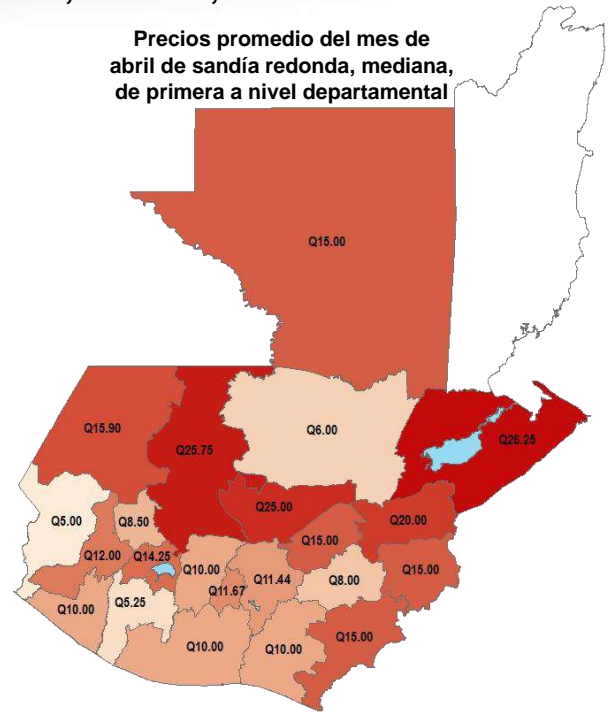 Precios promedio del mes de
abril de sandía redonda, mediana,
de primera a nivel departamental
Q15.00
Q15.90
Q25.75
Q6.00
Q26.25
Q5.00
Q8.50
Q25.00
Q20.00
Q12.00
Q14.25
Q15.00
Q10.00
Q11.44
Q8.00
Q15.00
Q11.67
Q10.00
Q5.25
Q10.00
Q10.00
Q15.00